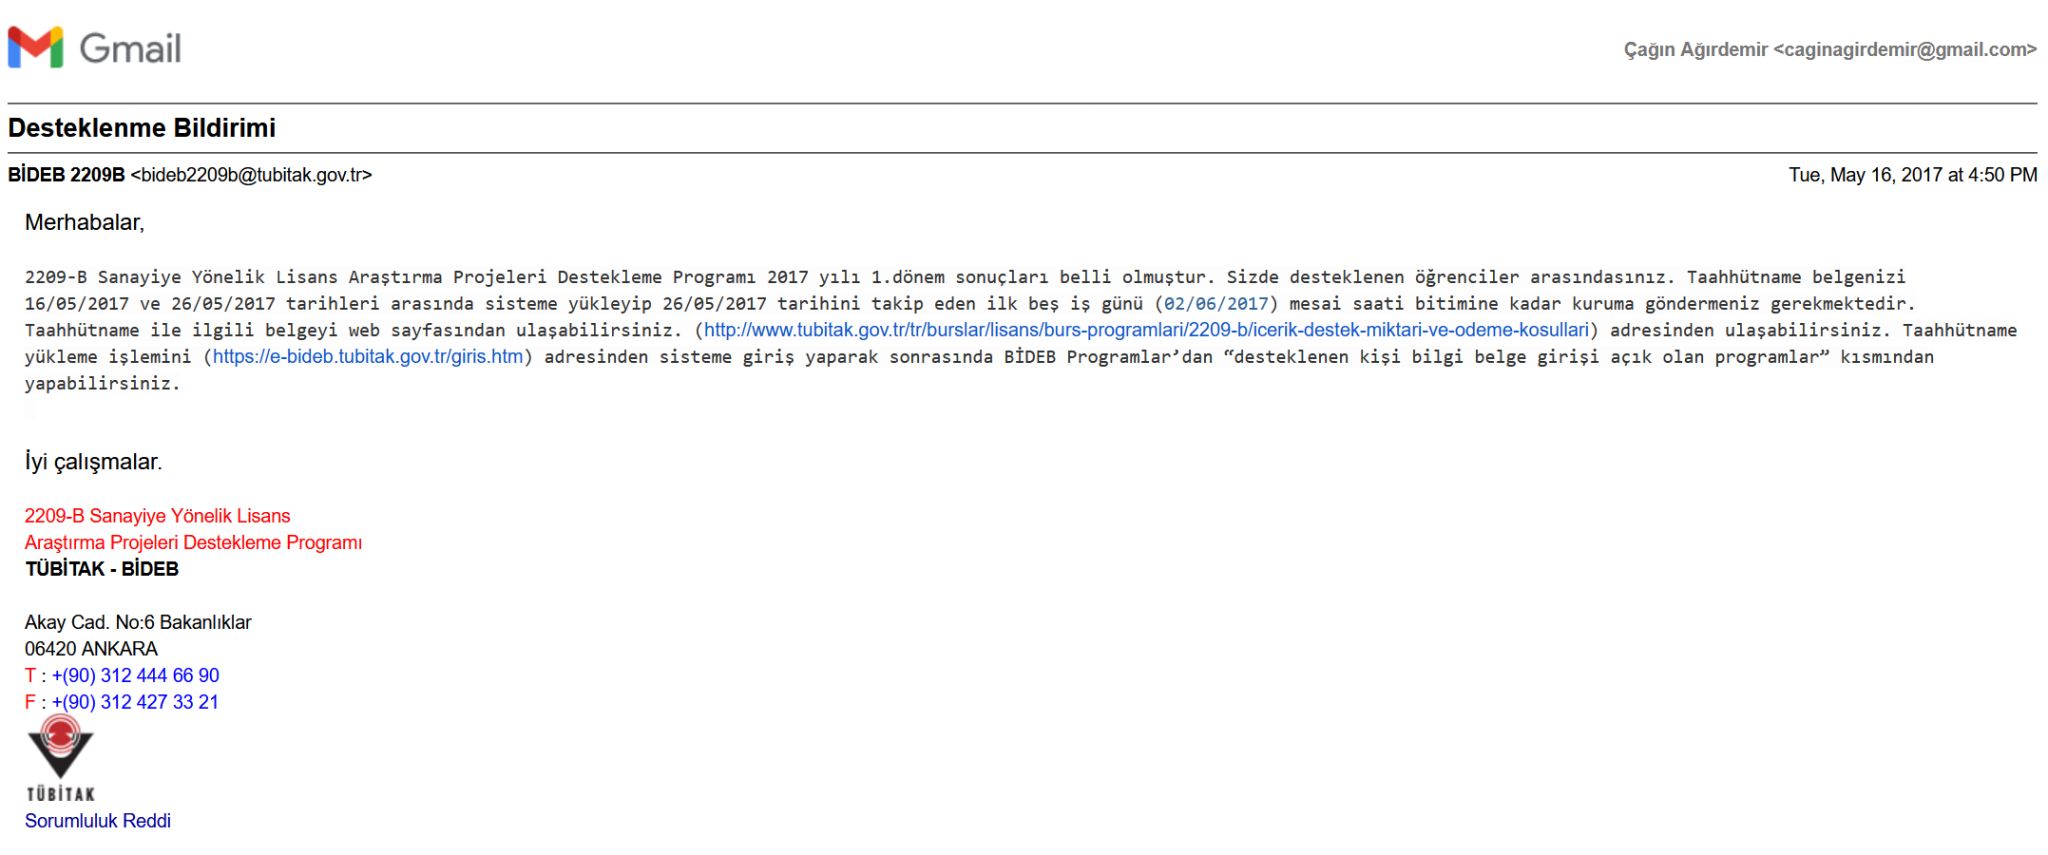 Gmail
Çağın Ağırdemir <caginagirdemir@gmail.com>
Desteklenme Bildirimi
BİDEB 2209B <bideb2209b@tubitak.gov.tr>
Tue, May 16, 2017 at 4:50 PM
Merhabalar,
2209-B Sanayiye Yönelik Lisans Araştırma Projeleri Destekleme Programı 2017 yılı 1.dönem sonuçları belli olmuştur. Sizde desteklenen öğrenciler arasındasınız. Taahhütname belgenizi
16/05/2017 ve 26/05/2017 tarihleri arasında sisteme yükleyip 26/05/2017 tarihini takip eden ilk beş iş günü (02/06/2017) mesai saati bitimine kadar kuruma göndermeniz gerekmektedir.
Taahhütname ile ilgili belgeyi web sayfasından ulaşabilirsiniz. (http://www.tubitak.gov.tr/tr/burslar/lisans/burs-programlari/2209-b/icerik-destek-miktari-ve-odeme-kosullari) adresinden ulaşabilirsiniz. Taahhütname
yükleme işlemini (https://e-bideb.tubitak.gov.tr/giris.htm) adresinden sisteme giriş yaparak sonrasında BİDEB Programlar’dan “desteklenen kişi bilgi belge girişi açık olan programlar” kısmından
yapabilirsiniz.
İyi çalışmalar.
2209-B Sanayiye Yönelik Lisans
Araştırma Projeleri Destekleme Programı
TÜBİTAK - BİDEB
Akay Cad. No:6 Bakanlıklar
06420 ANKARA
T : +(90) 312 444 66 90
F : +(90) 312 427 33 21
TÜBİTAK
Sorumluluk Reddi